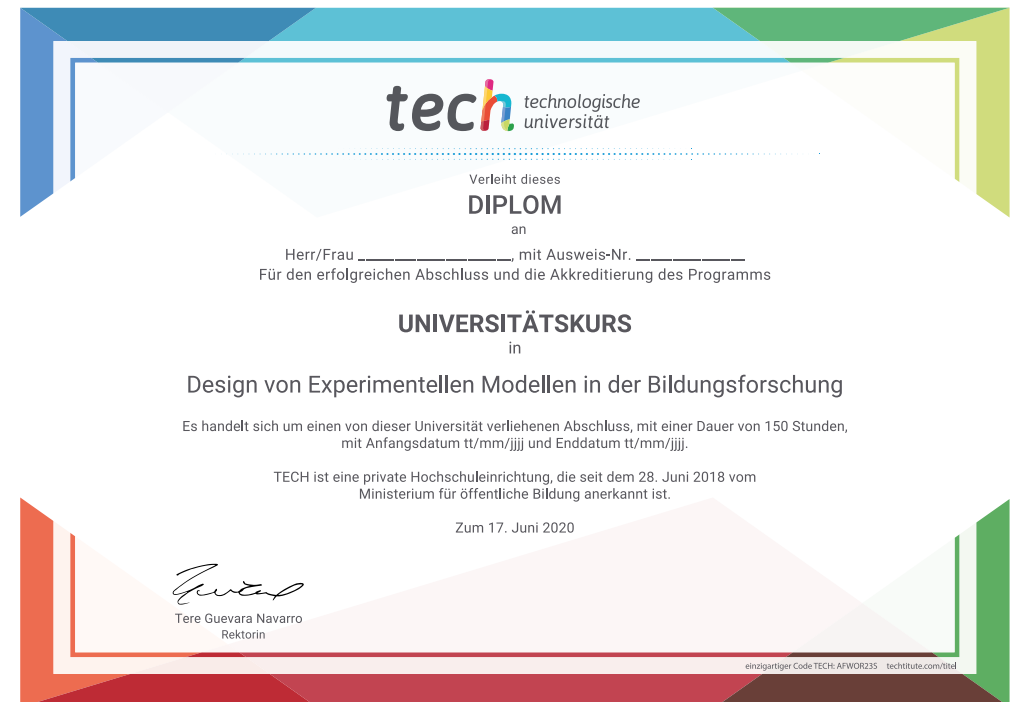 tech technologische
universität
Verleiht dieses
DIPLOM
an
Herr/Frau ____________________, mit Ausweis-Nr. ______________
Für den erfolgreichen Abschluss und die Akkreditierung des Programms
UNIVERSITÄTSKURS
in
Design von Experimentellen Modellen in der Bildungsforschung
Es handelt sich um einen von dieser Universität verliehenen Abschluss, mit einer Dauer von 150 Stunden,
mit Anfangsdatum tt/mm/jjjj und Enddatum tt/mm/jjjj.
TECH ist eine private Hochschuleinrichtung, die seit dem 28. Juni 2018 vom
Ministerium für öffentliche Bildung anerkannt ist.
Zum 17. Juni 2020
Tere Guevara Navarro
Rektorin
einzigartiger Code TECH: AFWOR235 techtitute.com/titel